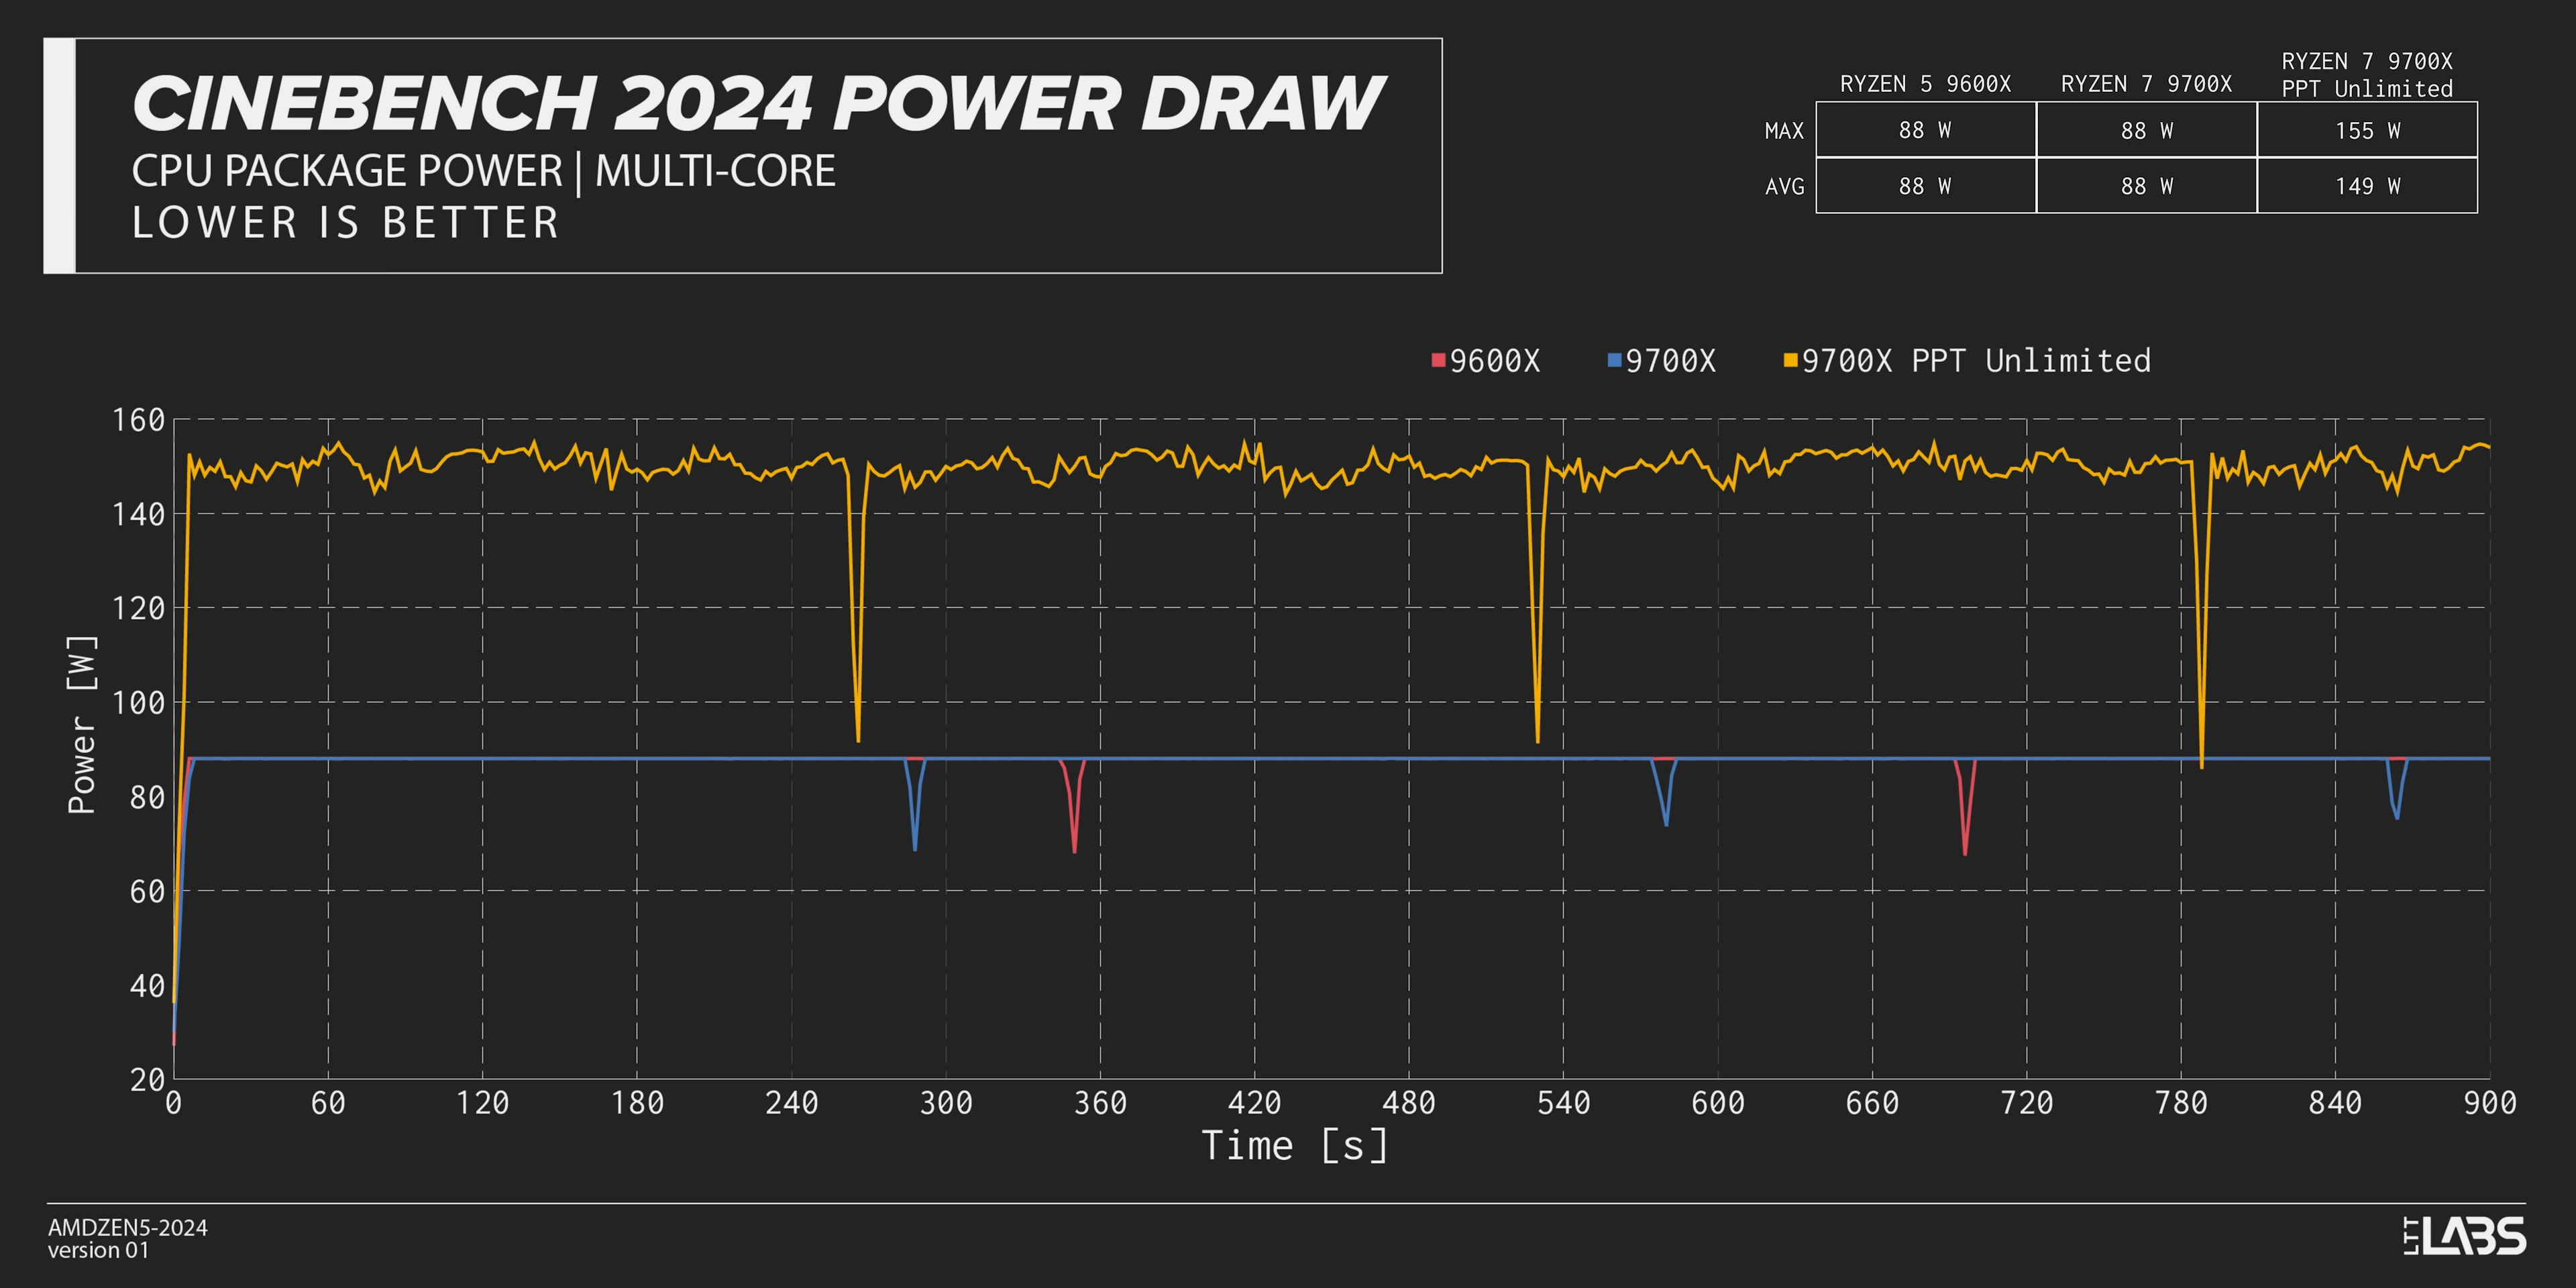 CINEBENCH 2024 POWER DRAW
CPU PACKAGE POWER | MULTI-CORE
LOWER IS BETTER
RYZEN 5 9600X RYZEN 7 9700X RYZEN 7 9700X
PPT Unlimited
MAX 88 W 88 W 155 W
AVG 88 W 88 W 149 W
9600X 9700X 9700X PPT Unlimited
160
140
120
100
80
60
40
20
Power [W]
0 60 120 180 240 300 360 420 480 540 600 660 720 780 840 900
Time [s]
AMDZEN5-2024
version 01
LTT LABS